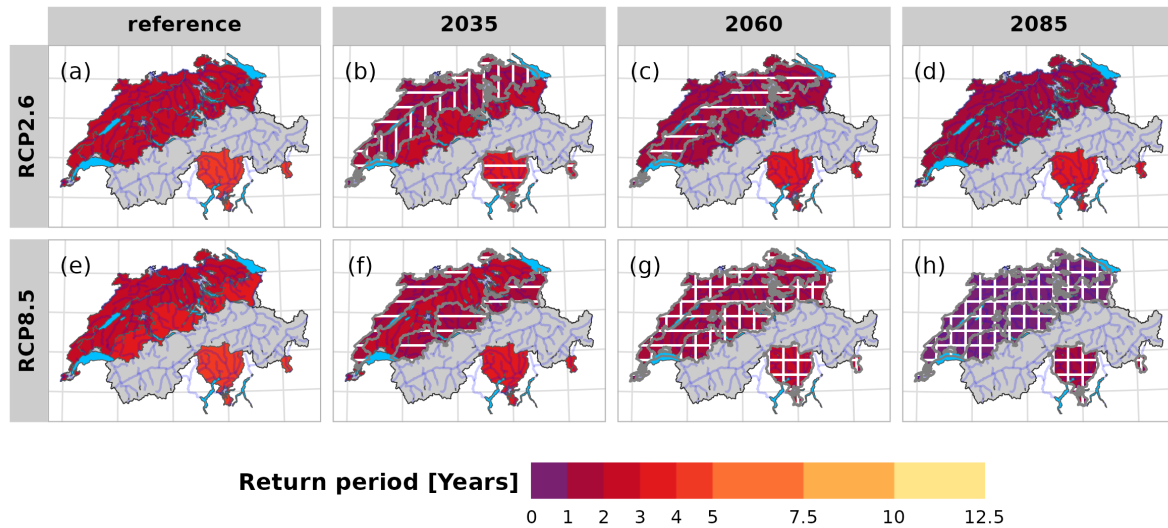 reference 2035 2060 2085
RCP2.6
(a) (b) (c) (d)
RCP8.5
(e) (f) (g) (h)
Return period [Years]
0 1 2 3 4 5 7.5 10 12.5